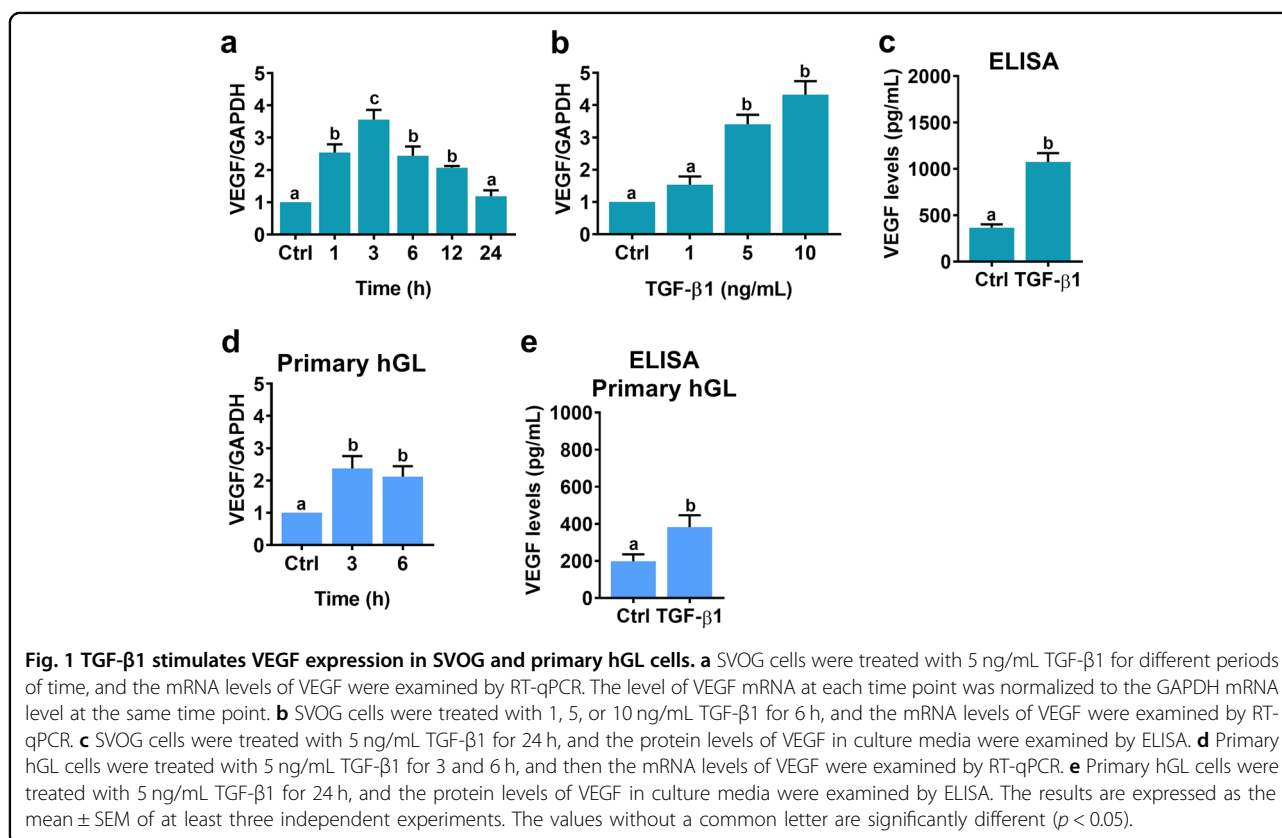 a
VEGF/GAPDH
5
4
3
2
1
0
a
b
c
b
b
a
Ctrl 1 3 6 12 24
Time (h)
b
VEGF/GAPDH
5
4
3
2
1
0
a
a
b
b
Ctrl 1 5 10
TGF-β1 (ng/mL)
c
ELISA
VEGF levels (pg/mL)
2000
1500
1000
500
0
a
b
Ctrl TGF-β1
d
Primary hGL
VEGF/GAPDH
5
4
3
2
1
0
a
b
b
Ctrl 3 6
Time (h)
e
ELISA
Primary hGL
VEGF levels (pg/mL)
1000
800
600
400
200
0
a
b
Ctrl TGF-β1
Fig. 1 TGF-β1 stimulates VEGF expression in SVOG and primary hGL cells. a SVOG cells were treated with 5 ng/mL TGF-β1 for different periods
of time, and the mRNA levels of VEGF were examined by RT-qPCR. The level of VEGF mRNA at each time point was normalized to the GAPDH mRNA
level at the same time point. b SVOG cells were treated with 1, 5, or 10 ng/mL TGF-β1 for 6 h, and the mRNA levels of VEGF were examined by RT-
qPCR. c SVOG cells were treated with 5 ng/mL TGF-β1 for 24 h, and the protein levels of VEGF in culture media were examined by ELISA. d Primary
hGL cells were treated with 5 ng/mL TGF-β1 for 3 and 6 h, and then the mRNA levels of VEGF were examined by RT-qPCR. e Primary hGL cells were
treated with 5 ng/mL TGF-β1 for 24 h, and the protein levels of VEGF in culture media were examined by ELISA. The results are expressed as the
mean ± SEM of at least three independent experiments. The values without a common letter are significantly different (p < 0.05).